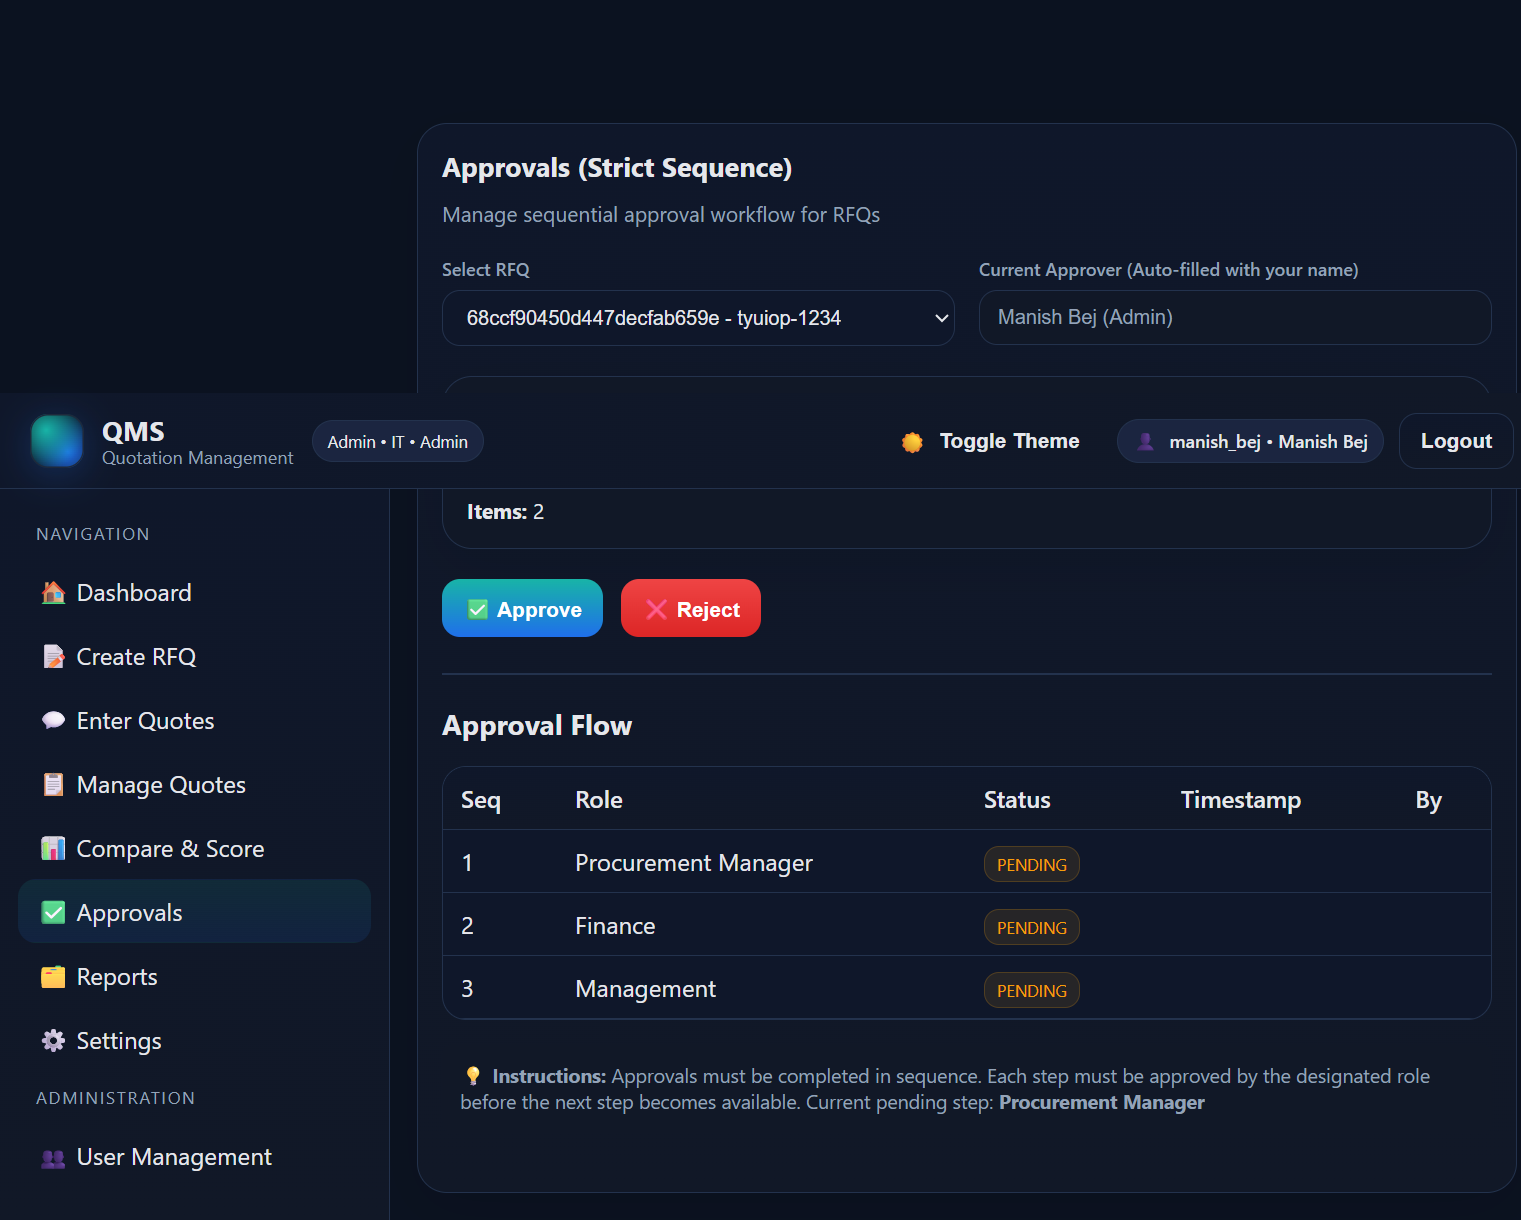 Approvals (Strict Sequence)
Manage sequential approval workflow for RFQs
Select RFQ
Current Approver (Auto-filled with your name)
68ccf90450d447decfab659e - tyuiop-1234
Manish Bej (Admin)
QMS
Quotation Management
Admin • IT • Admin
Toggle Theme
manish_bej • Manish Bej
Logout
Items: 2
NAVIGATION
Dashboard
Create RFQ
Enter Quotes
Manage Quotes
Compare & Score
Approvals
Reports
Settings
ADMINISTRATION
User Management
Approve
Reject
Approval Flow
Seq Role Status Timestamp By
1 Procurement Manager PENDING
2 Finance PENDING
3 Management PENDING
Instructions: Approvals must be completed in sequence. Each step must be approved by the designated role
before the next step becomes available. Current pending step: Procurement Manager